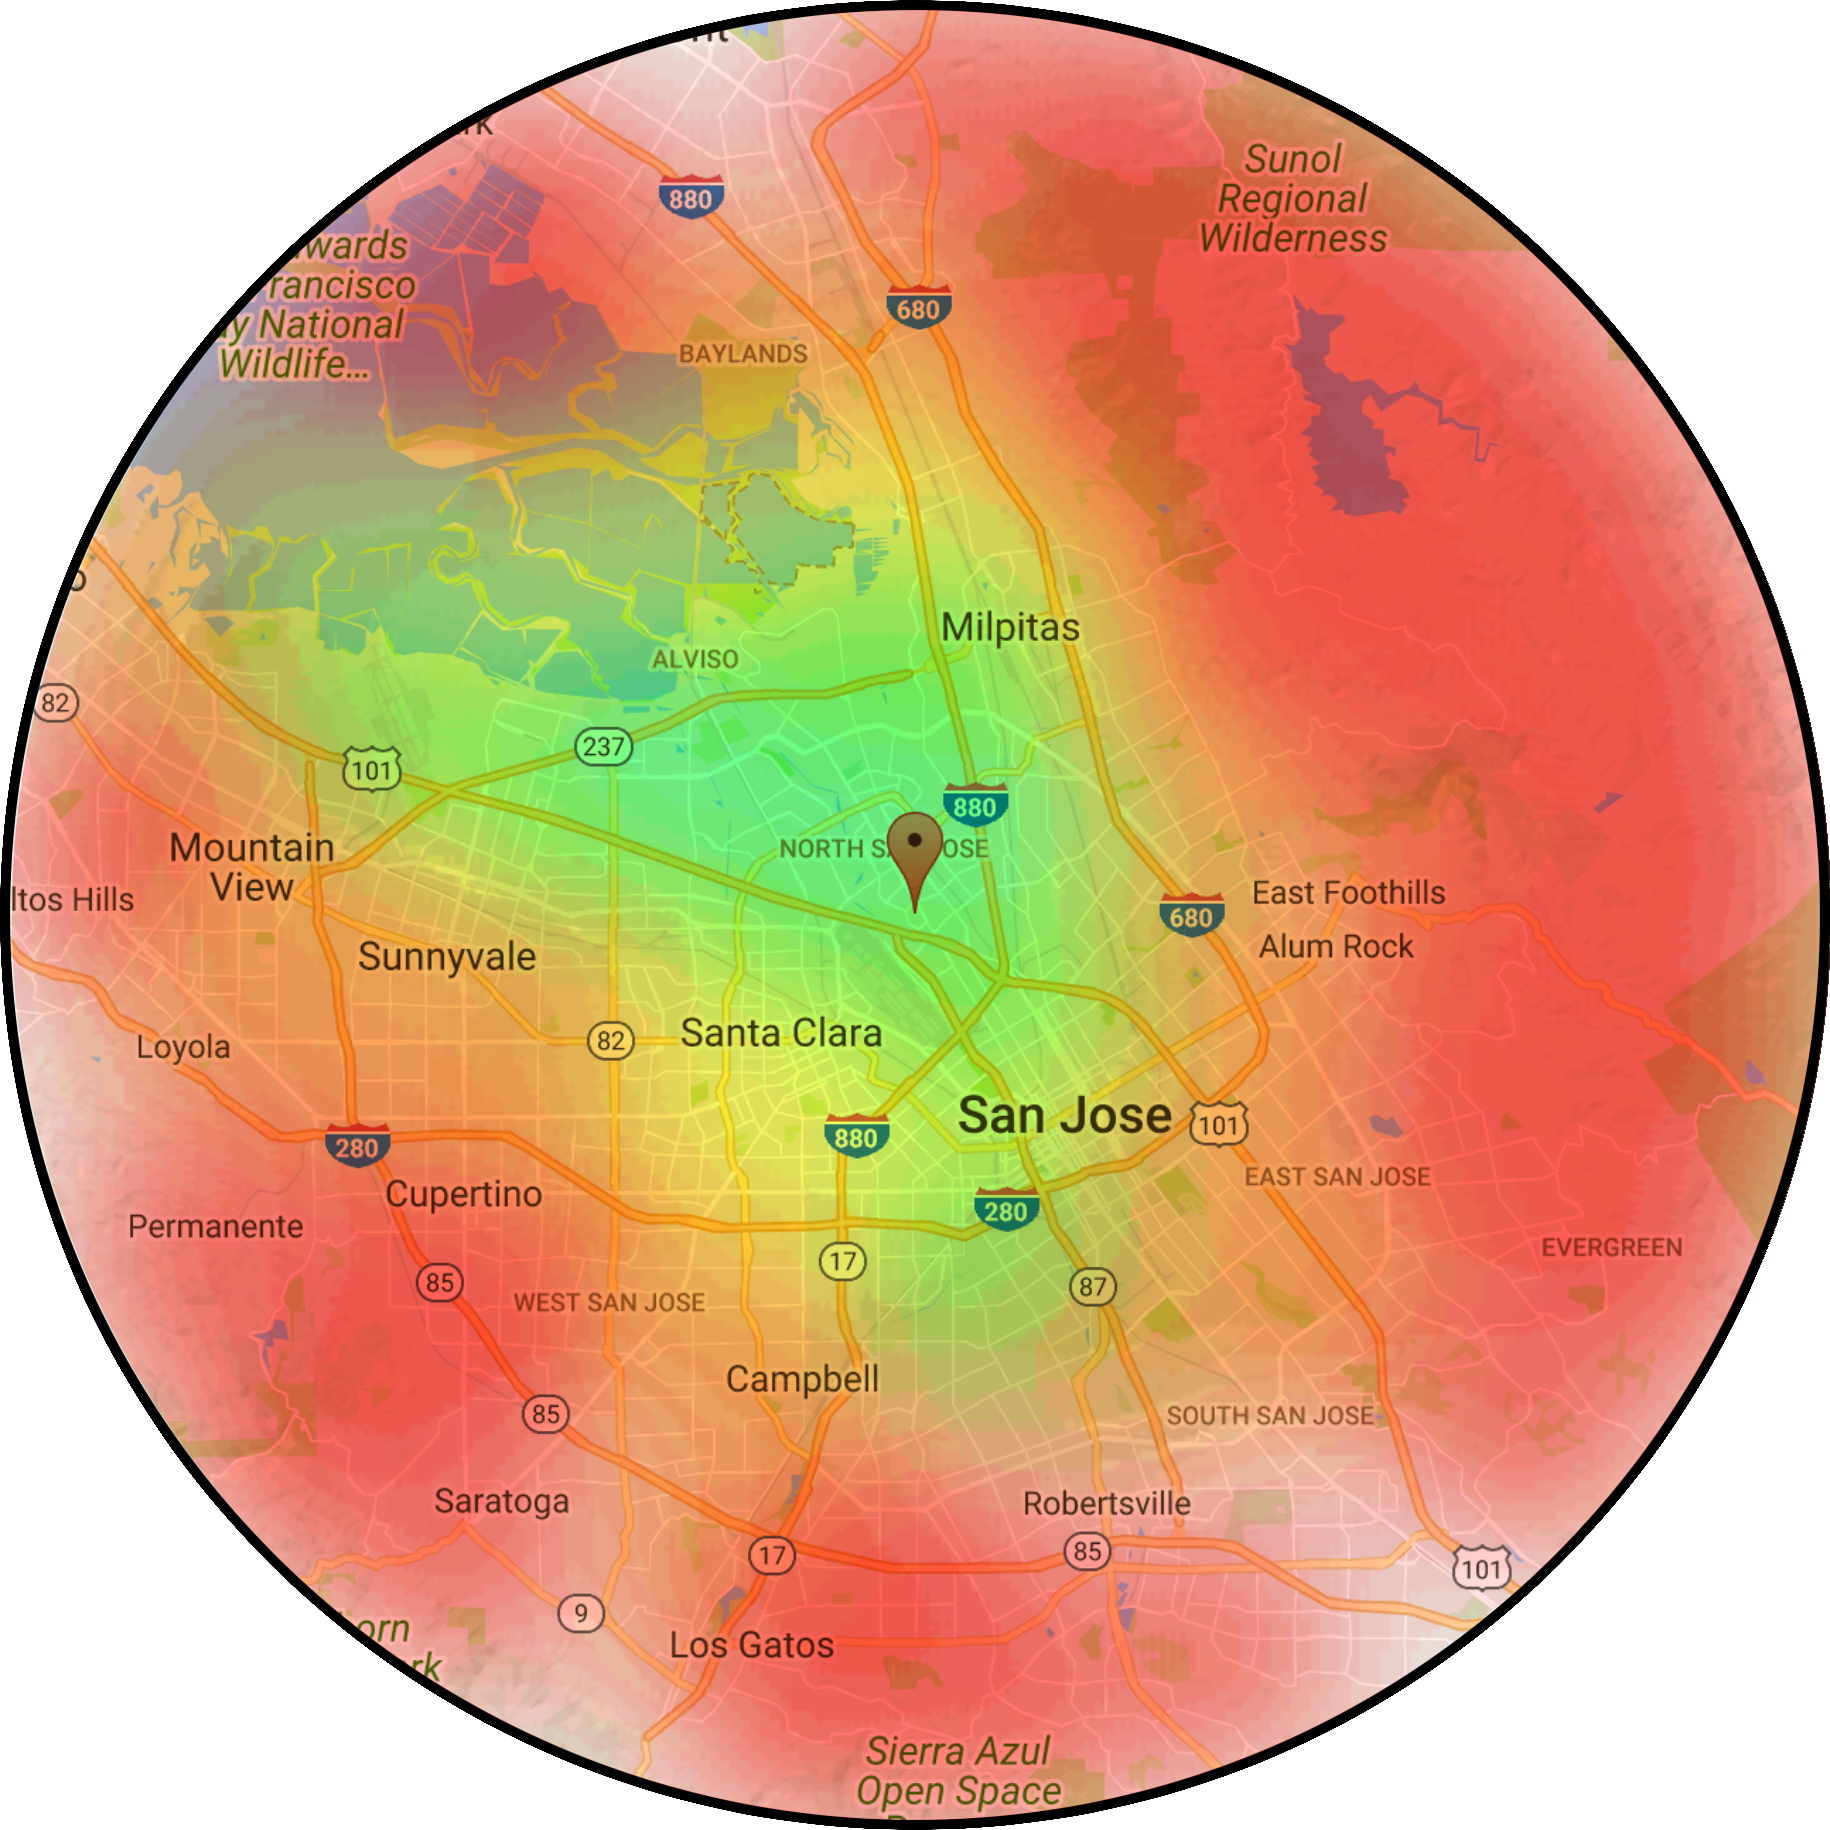 880
Sunol
Regional
Wilderness
wards
rancisco
y National
Wildlife...
680
BAYLANDS
Milpitas
ALVISO
82
237
101
880
NORTH S
OSE
Mountain
View
ltos Hills
East Foothills
680
Alum Rock
Sunnyvale
Santa Clara
82
Loyola
San Jose
880
101
280
EAST SAN JOSE
Cupertino
280
Permanente
EVERGREEN
17
85
87
WEST SAN JOSE
Campbell
85
SOUTH SAN JOSE
Saratoga
Robertsville
17
85
101
9
orn
rk
Los Gatos
Sierra Azul
Open Space